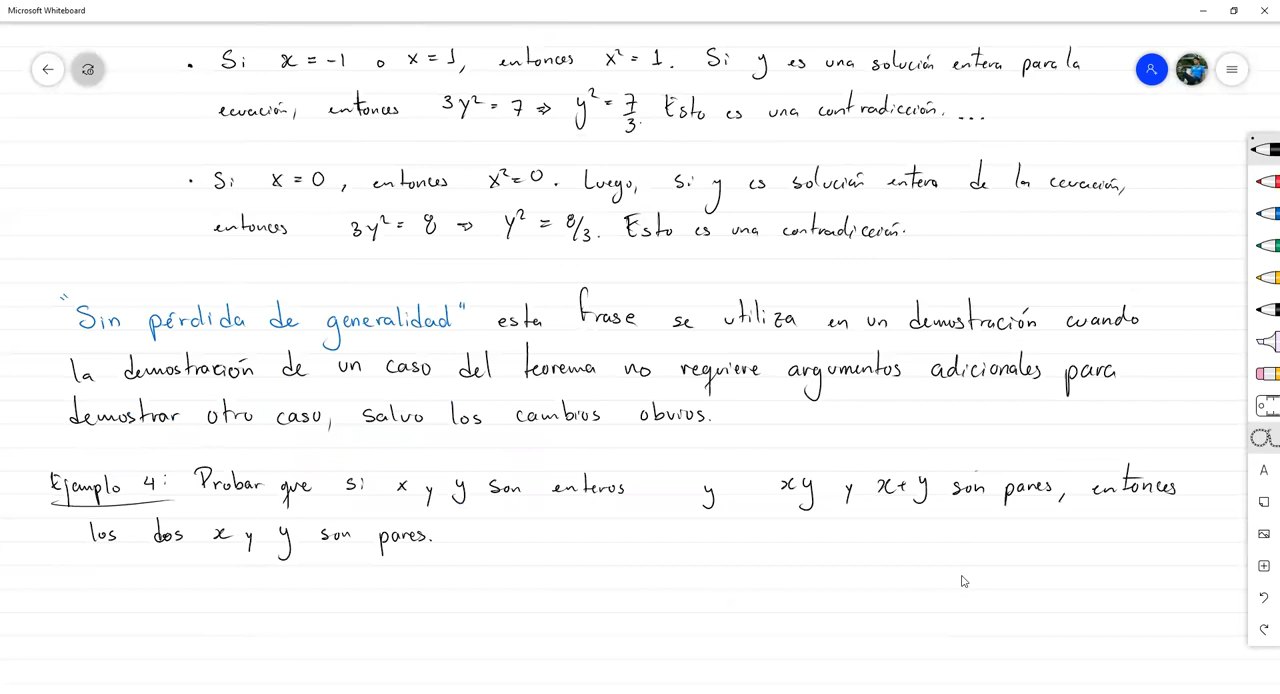 Microsoft Whiteboard
• Si x = -1 o x = 1, entonces x² = 1. Si y es una solución entera para la
ecuación, entonces 3y² = 7 ⇒ y² = 7/3. Esto es una contradicción. ...
• Si x = 0, entonces x² = 0. Luego, si y es solución entera de la ecuación,
entonces 3y² = 8 ⇒ y² = 8/3. Esto es una contradicción.
"Sin pérdida de generalidad" esta frase se utiliza en un demostración cuando
la demostración de un caso del teorema no requiere argumentos adicionales para
demostrar otro caso, salvo los cambios obvios.
Ejemplo 4: Probar que si x y y son enteros y xy y x+y son pares, entonces
los dos x y y son pares.
A